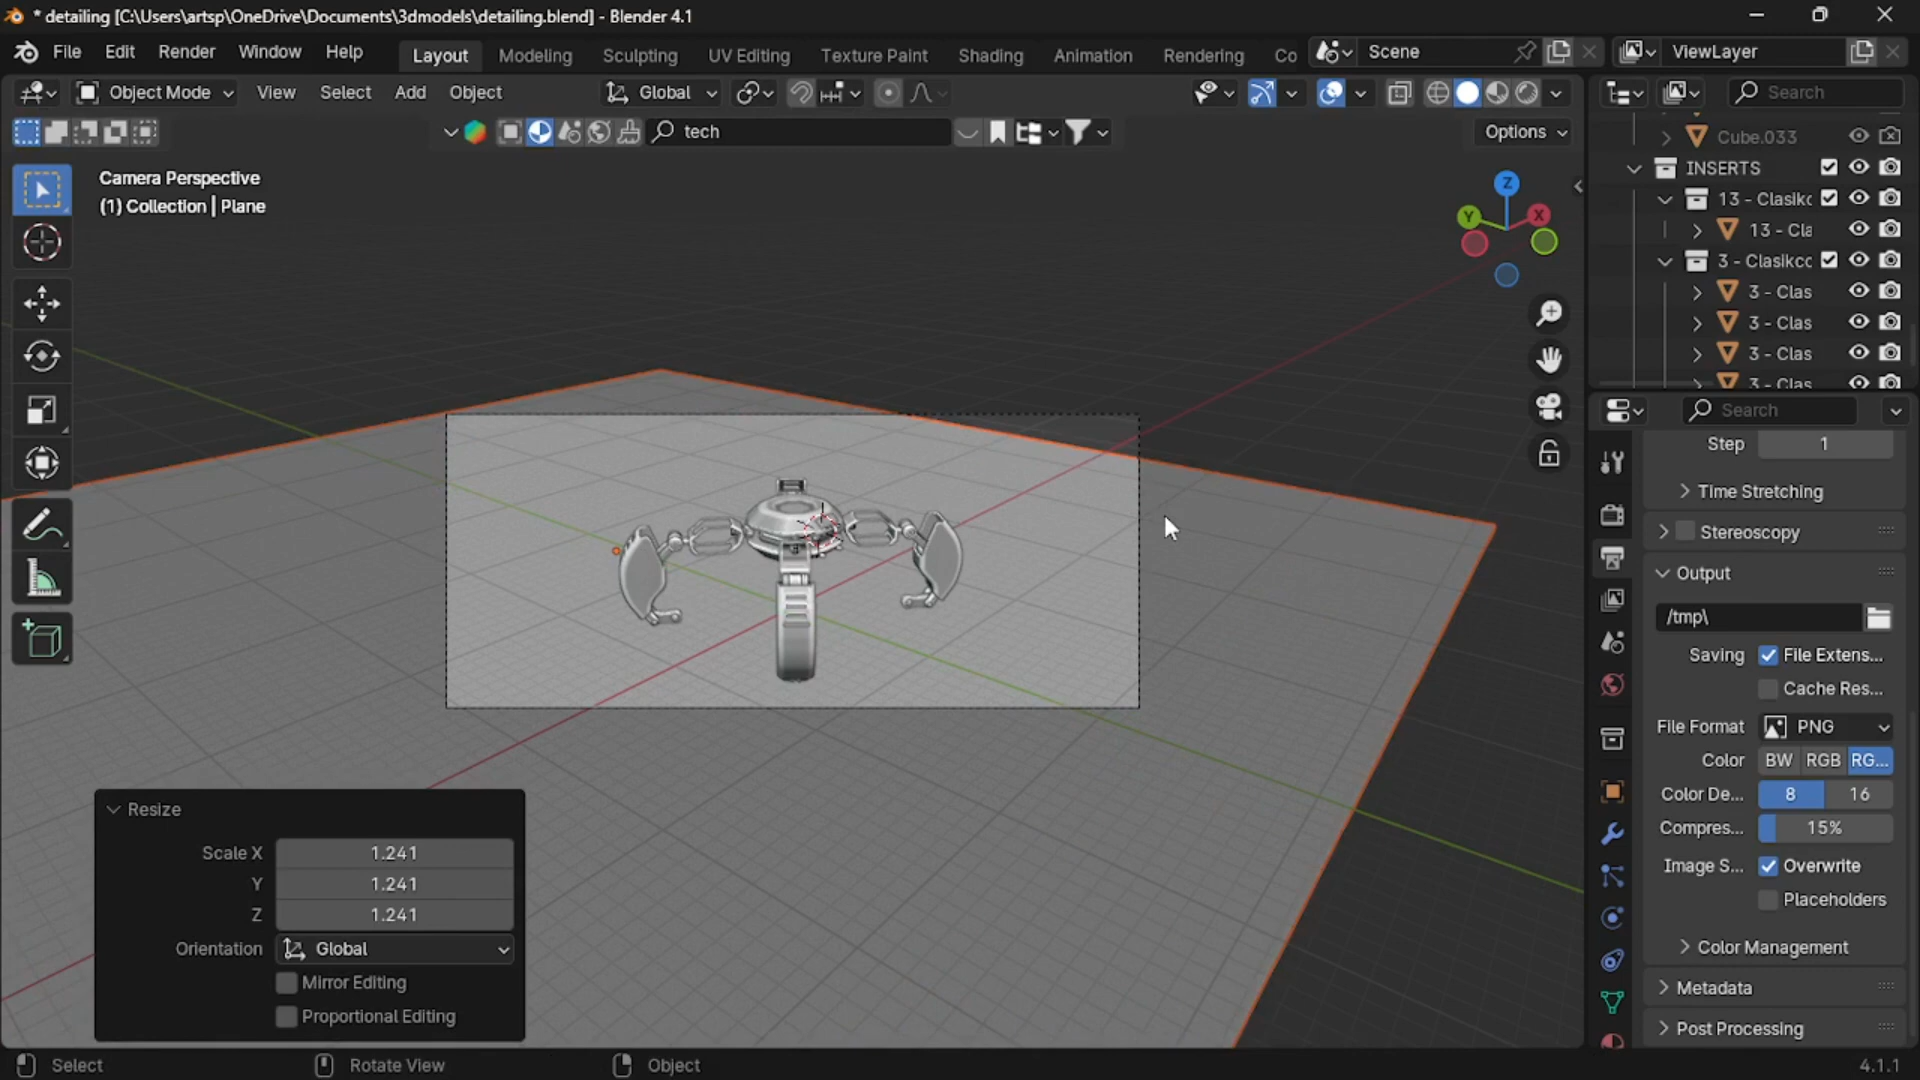 * detailing [C:\Users\artsp\OneDrive\Documents\3dmodels\detailing.blend] - Blender 4.1
File Edit Render Window Help Layout Modeling Sculpting UV Editing Texture Paint Shading Animation Rendering Co Scene ViewLayer
Object Mode View Select Add Object Global Search
tech Options
Camera Perspective
(1) Collection | Plane
Z
Y
X
Cube.033
INSERTS
13 - Clasikc
13 - Cla
3 - Clasikcc
3 - Clas
3 - Clas
3 - Clas
3 - Clas
Search
Step 1
Time Stretching
Stereoscopy
Output
/tmp\
Saving File Extens...
Cache Res...
File Format PNG
Color BW RGB RG...
Color De... 8 16
Compres... 15%
Image S... Overwrite
Placeholders
Color Management
Metadata
Post Processing
Resize
Scale X 1.241
Y 1.241
Z 1.241
Orientation Global
Mirror Editing
Proportional Editing
Select Rotate View Object 4.1.1